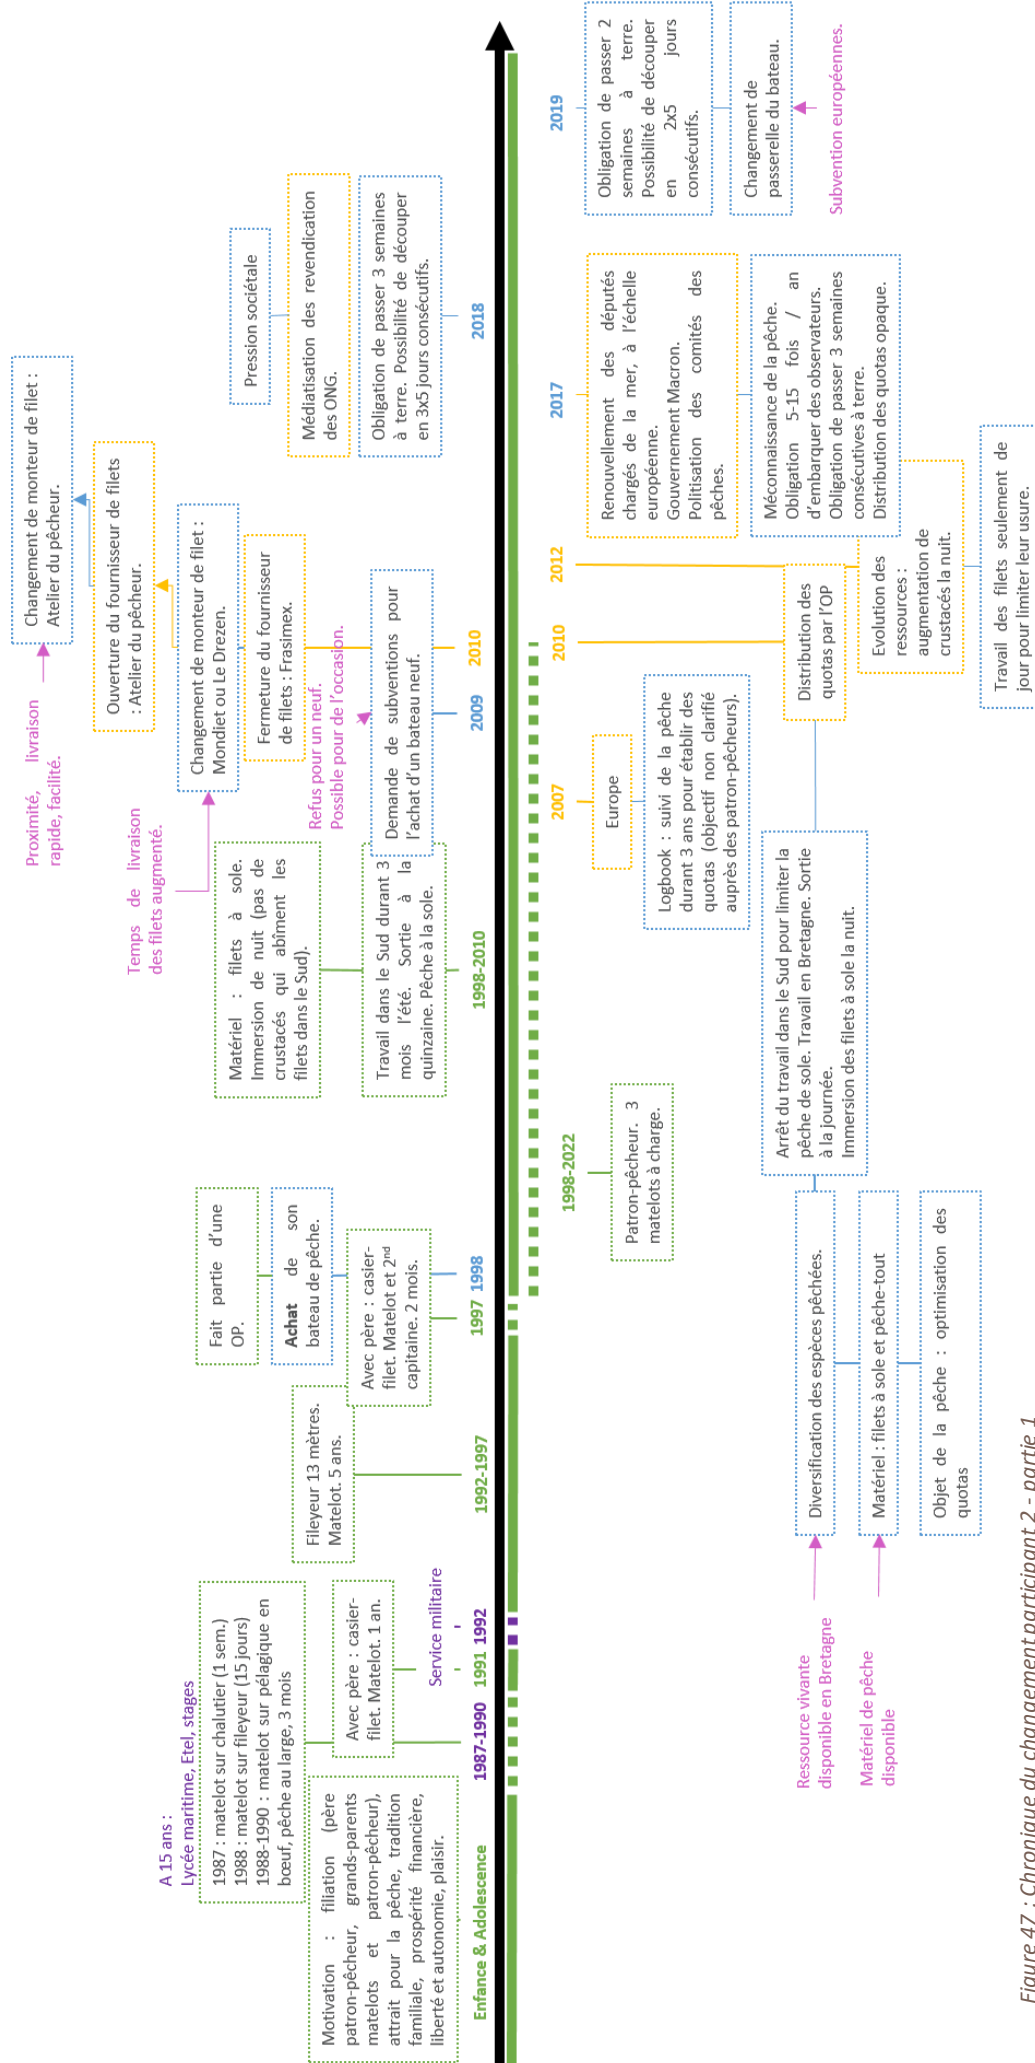 A 15 ans :
Lycée maritime, Etel, stages
1987 : matelot sur chalutier (1 sem.)
1988 : matelot sur fileyeur (15 jours)
1988-1990 : matelot sur pélagique en
bœuf, pêche au large, 3 mois
Motivation : filiation (père
patron-pêcheur, grands-parents
matelots et patron-pêcheur),
attrait pour la pêche, tradition
familiale, prospérité financière,
liberté et autonomie, plaisir.
Enfance & Adolescence
1987-1990
Avec père : casier-
filet. Matelot. 1 an.
1991
Service militaire
1992
Fileyeur 13 mètres.
Matelot. 5 ans.
1992-1997
Fait partie d'une
OP.
Achat de son
bateau de pêche.
Avec père : casier-
filet. Matelot et 2nd
capitaine. 2 mois.
1997
1998
Temps de livraison
des filets augmenté.
Matériel : filets à sole.
Immersion de nuit (pas de
crustacés qui abîment les
filets dans le Sud).
Travail dans le Sud durant 3
mois l'été. Sortie à la
quinzaine. Pêche à la sole.
1998-2010
Proximité, livraison
rapide, facilité.
Changement de monteur de filet :
Atelier du pêcheur.
Ouverture du fournisseur de filets
: Atelier du pêcheur.
Changement de monteur de filet :
Mondiet ou Le Drezen.
Fermeture du fournisseur
de filets : Frasimex.
Refus pour un neuf.
Possible pour de l'occasion.
Demande de subventions pour
l'achat d'un bateau neuf.
2009
2010
Pression sociétale
Médiatisation des revendication
des ONG.
Obligation de passer 3 semaines
à terre. Possibilité de découper
en 3x5 jours consécutifs.
2018
1998-2022
Patron-pêcheur. 3
matelots à charge.
2007
Europe
Logbook : suivi de la pêche
durant 3 ans pour établir des
quotas (objectif non clarifié
auprès des patron-pêcheurs).
2010
Distribution des
quotas par l'OP
Arrêt du travail dans le Sud pour limiter la
pêche de sole. Travail en Bretagne. Sortie
à la journée.
Immersion des filets à sole la nuit.
Ressource vivante
disponible en Bretagne
Diversification des espèces pêchées.
Matériel de pêche
disponible
Matériel : filets à sole et pêche-tout
Objet de la pêche : optimisation des
quotas
2012
Evolution des
ressources :
augmentation de
crustacés la nuit.
Travail des filets seulement de
jour pour limiter leur usure.
2017
Renouvellement des députés
chargés de la mer, à l'échelle
européenne.
Gouvernement Macron.
Politisation des comités des
pêches.
Méconnaissance de la pêche.
Obligation 5-15 fois / an
d'embarquer des observateurs.
Obligation de passer 3 semaines
consécutives à terre.
Distribution des quotas opaque.
2019
Obligation de passer 2
semaines à terre.
Possibilité de découper
en 2x5 jours
consécutifs.
Changement de
passerelle du bateau.
Subvention européennes.
Figure 47 : Chronique du changement participant 2 - partie 1